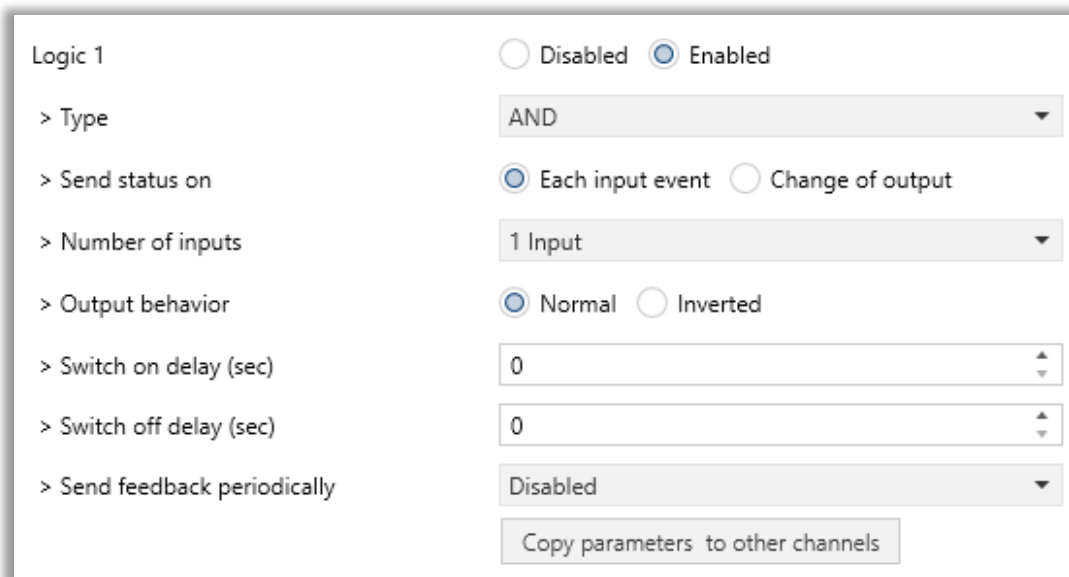 Logic 1 Disabled Enabled
> Type AND
> Send status on Each input event Change of output
> Number of inputs 1 Input
> Output behavior Normal Inverted
> Switch on delay (sec) 0
> Switch off delay (sec) 0
> Send feedback periodically Disabled
Copy parameters  to other channels